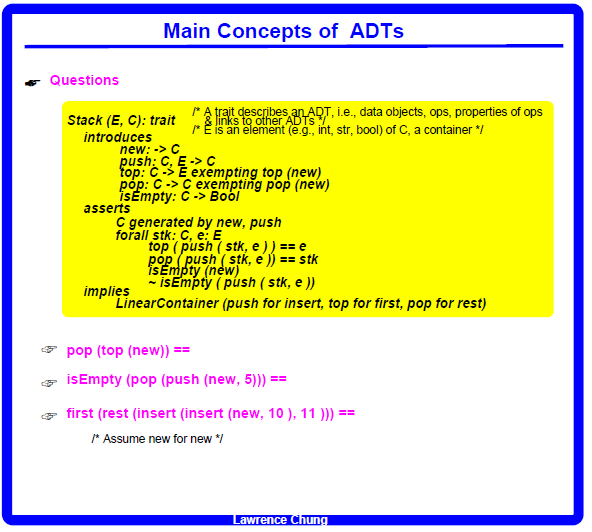 Main Concepts of ADTs
Questions
Stack (E, C): trait /* A trait describes an ADT, i.e., data objects, ops, properties of ops
& links to other ADTs */
/* E is an element (e.g., int, str, bool) of C, a container */
introduces
new: -> C
push: C, E -> C
top: C -> E exempting top (new)
pop: C -> C exempting pop (new)
isEmpty: C -> Bool
asserts
C generated by new, push
forall stk: C, e: E
top ( push ( stk, e ) ) == e
pop ( push ( stk, e )) == stk
isEmpty (new)
~ isEmpty ( push ( stk, e ))
implies
LinearContainer (push for insert, top for first, pop for rest)
pop (top (new)) ==
isEmpty (pop (push (new, 5))) ==
first (rest (insert (insert (new, 10 ), 11 ))) ==
/* Assume new for new */
Lawrence Chung